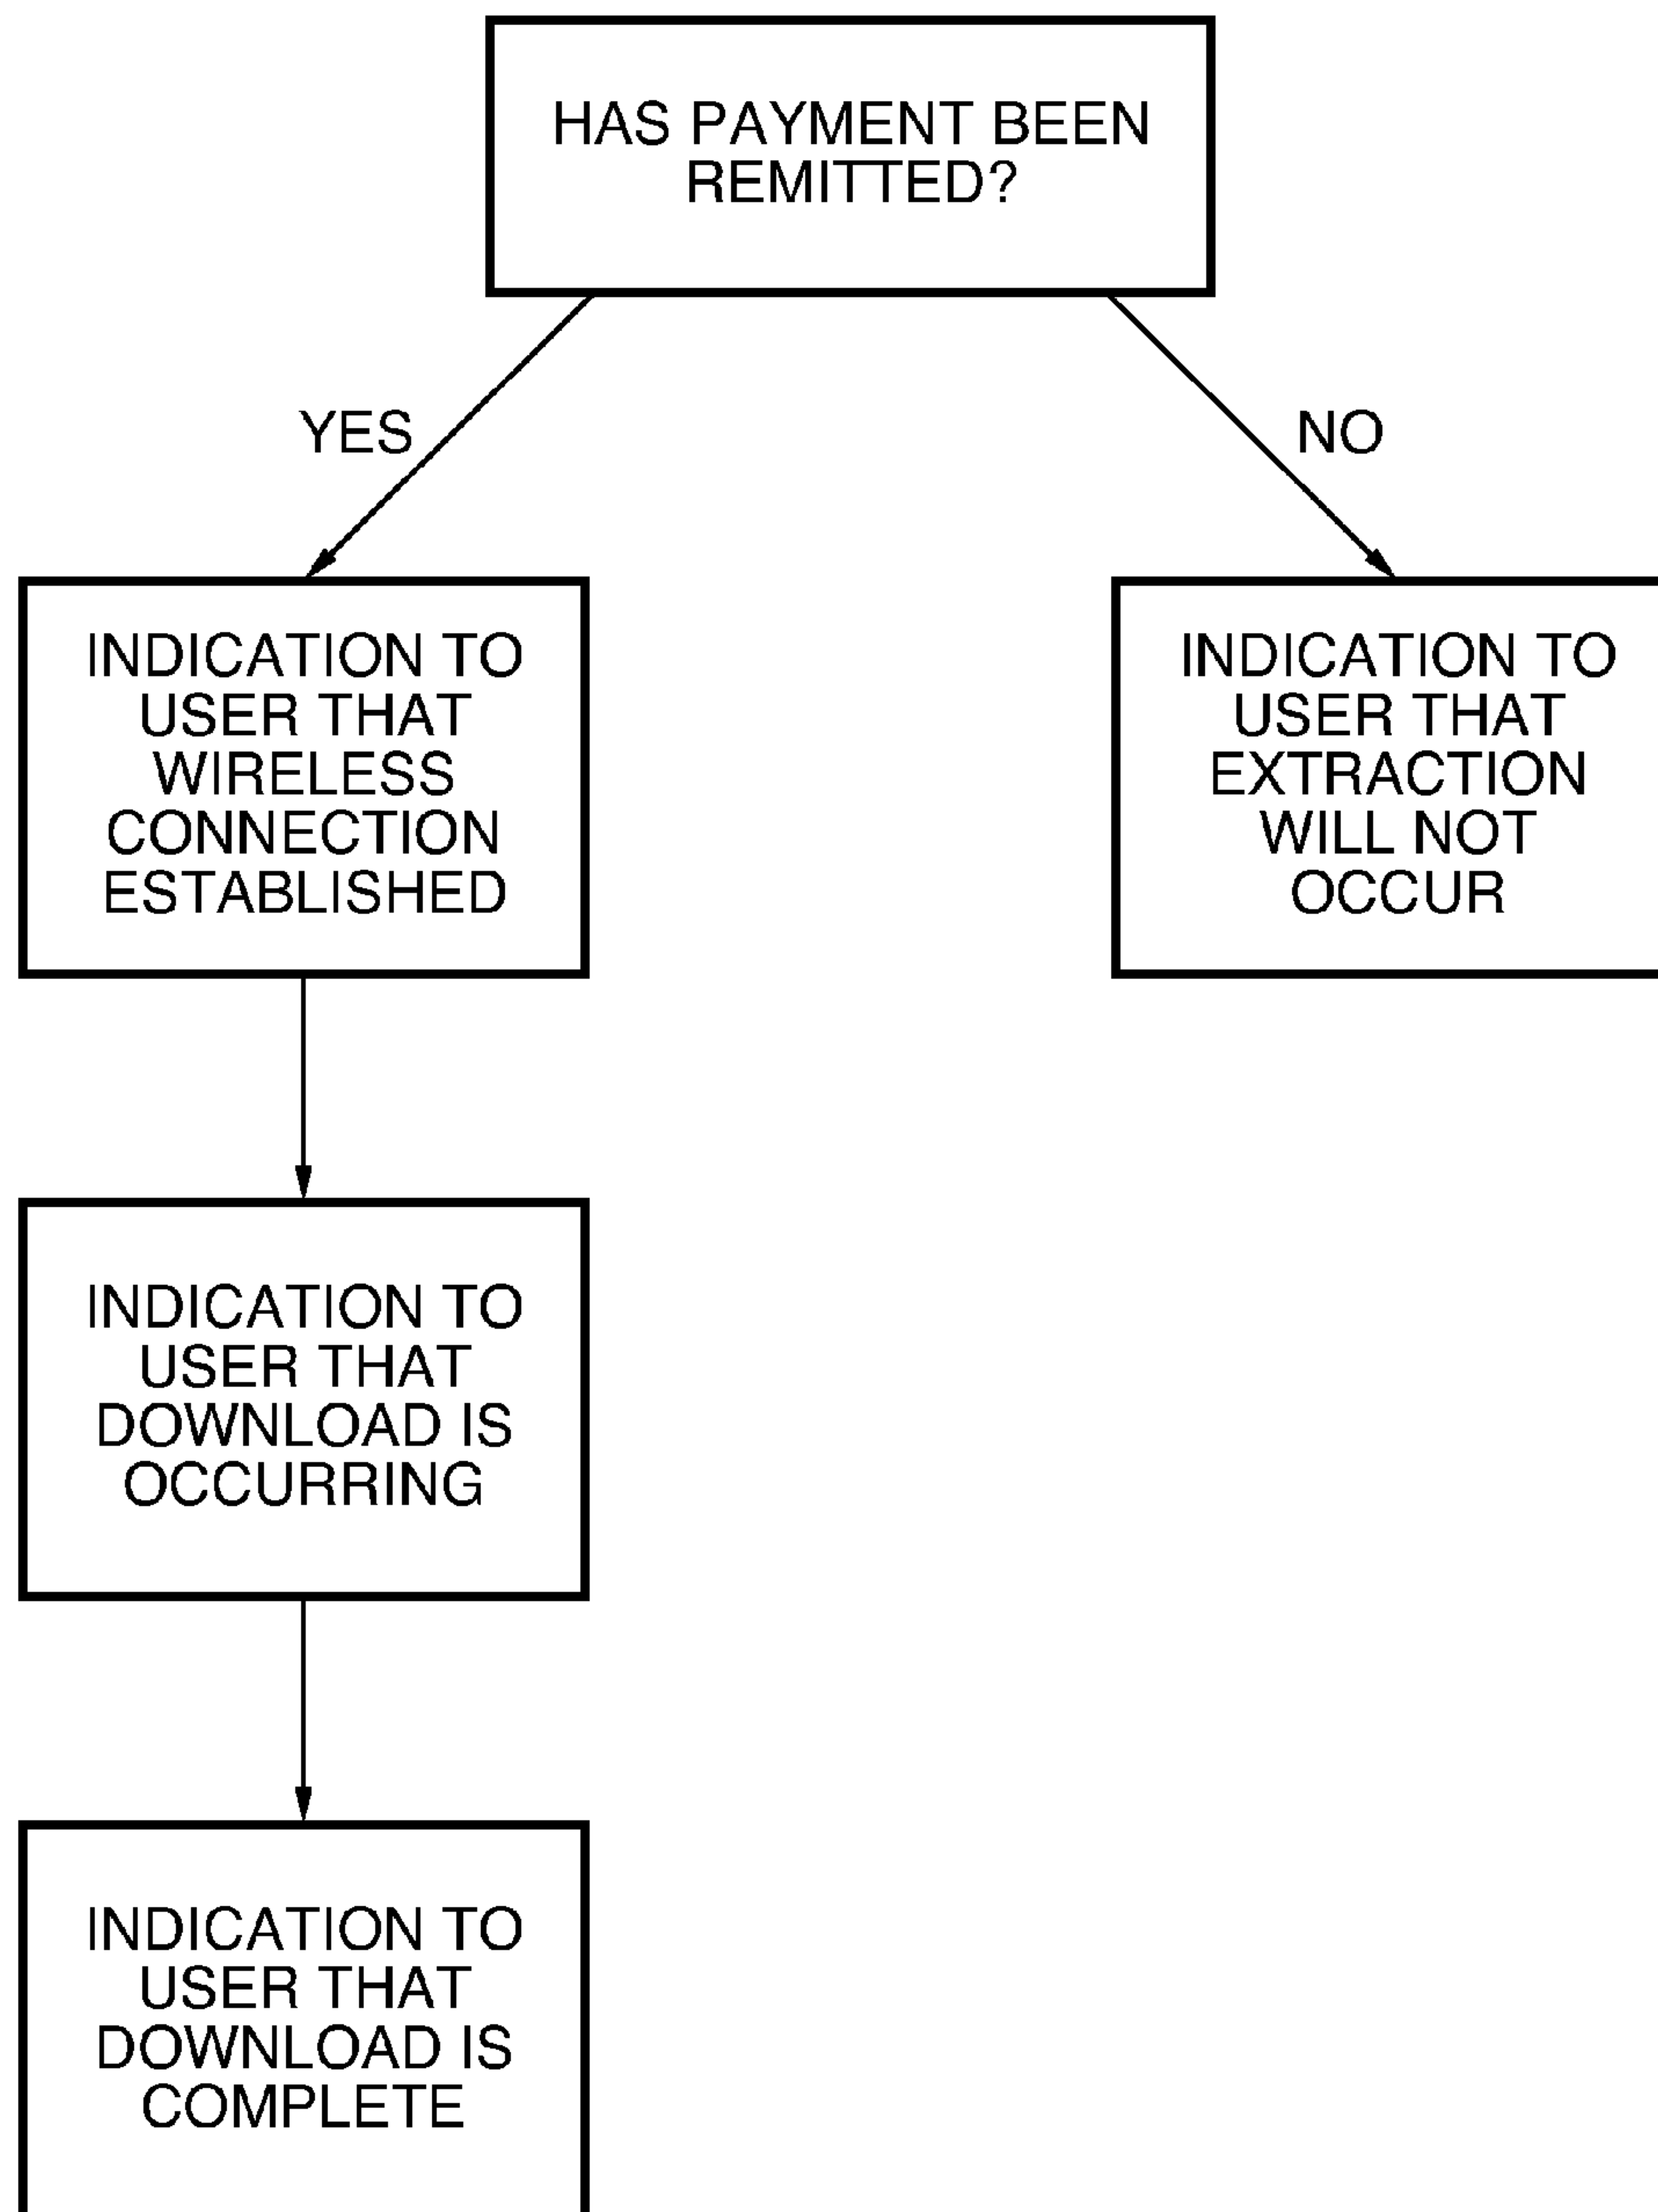 HAS PAYMENT BEEN
REMITTED?
YES
NO
INDICATION TO
USER THAT
WIRELESS
CONNECTION
ESTABLISHED
INDICATION TO
USER THAT
EXTRACTION
WILL NOT
OCCUR
INDICATION TO
USER THAT
DOWNLOAD IS
OCCURRING
INDICATION TO
USER THAT
DOWNLOAD IS
COMPLETE